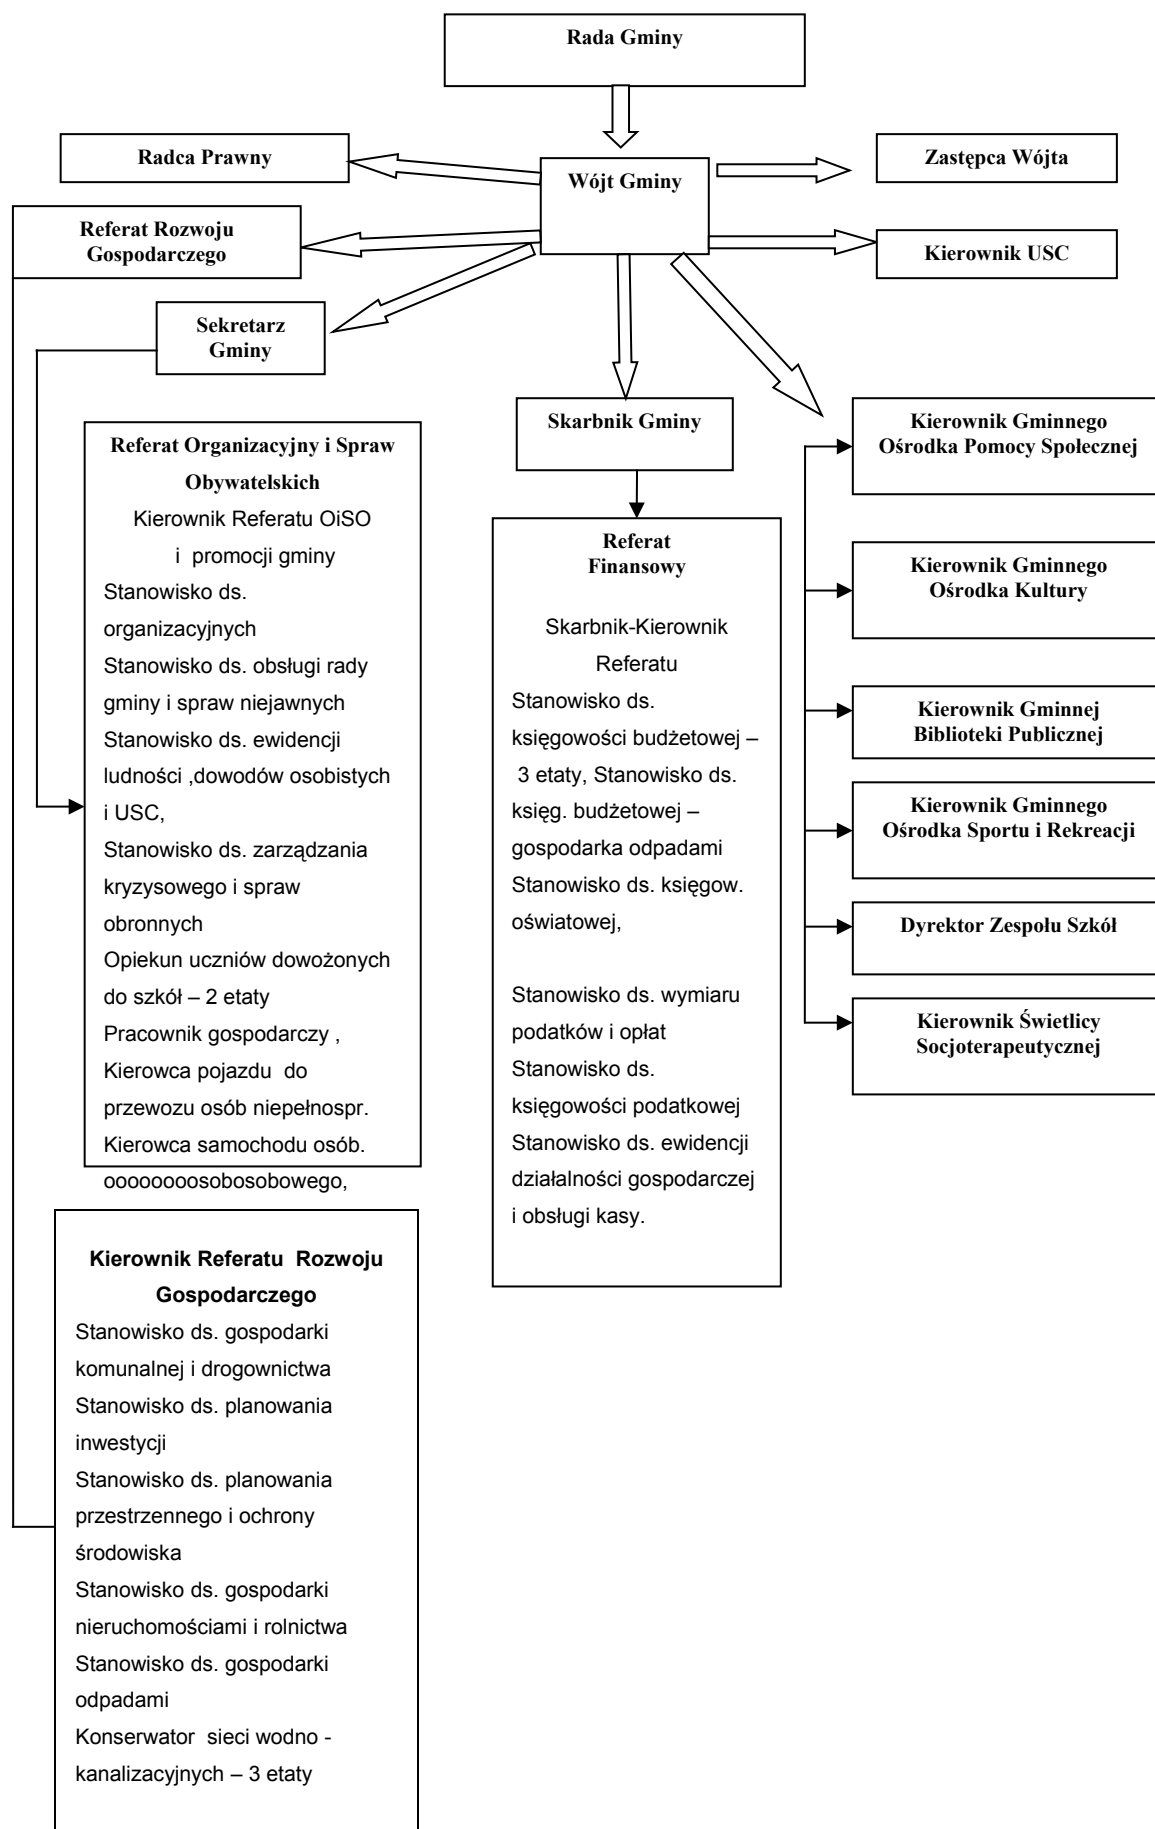 Rada Gminy
Radca Prawny
Wójt Gminy
Zastępca Wójta
Referat Rozwoju
Gospodarczego
Kierownik USC
Sekretarz
Gminy
Skarbnik Gminy
Kierownik Gminnego
Ośrodka Pomocy Społecznej
Referat Organizacyjny i Spraw
Obywatelskich
Kierownik Referatu OiSO
i promocji gminy
Stanowisko ds.
organizacyjnych
Stanowisko ds. obsługi rady
gminy i spraw niejawnych
Stanowisko ds. ewidencji
ludności ,dowodów osobistych
i USC,
Stanowisko ds. zarządzania
kryzysowego i spraw
obronnych
Opiekun uczniów dowożonych
do szkół – 2 etaty
Pracownik gospodarczy ,
Kierowca pojazdu do
przewozu osób niepełnospr.
Kierowca samochodu osób.
oooooooosobosobowego,
Referat
Finansowy
Skarbnik-Kierownik
Referatu
Stanowisko ds.
księgowości budżetowej –
3 etaty, Stanowisko ds.
księg. budżetowej –
gospodarka odpadami
Stanowisko ds. księgow.
oświatowej,
Stanowisko ds. wymiaru
podatków i opłat
Stanowisko ds.
księgowości podatkowej
Stanowisko ds. ewidencji
działalności gospodarczej
i obsługi kasy.
Kierownik Gminnego
Ośrodka Kultury
Kierownik Gminnej
Biblioteki Publicznej
Kierownik Gminnego
Ośrodka Sportu i Rekreacji
Dyrektor Zespołu Szkół
Kierownik Świetlicy
Socjoterapeutycznej
Kierownik Referatu Rozwoju
Gospodarczego
Stanowisko ds. gospodarki
komunalnej i drogownictwa
Stanowisko ds. planowania
inwestycji
Stanowisko ds. planowania
przestrzennego i ochrony
środowiska
Stanowisko ds. gospodarki
nieruchomościami i rolnictwa
Stanowisko ds. gospodarki
odpadami
Konserwator sieci wodno -
kanalizacyjnych – 3 etaty